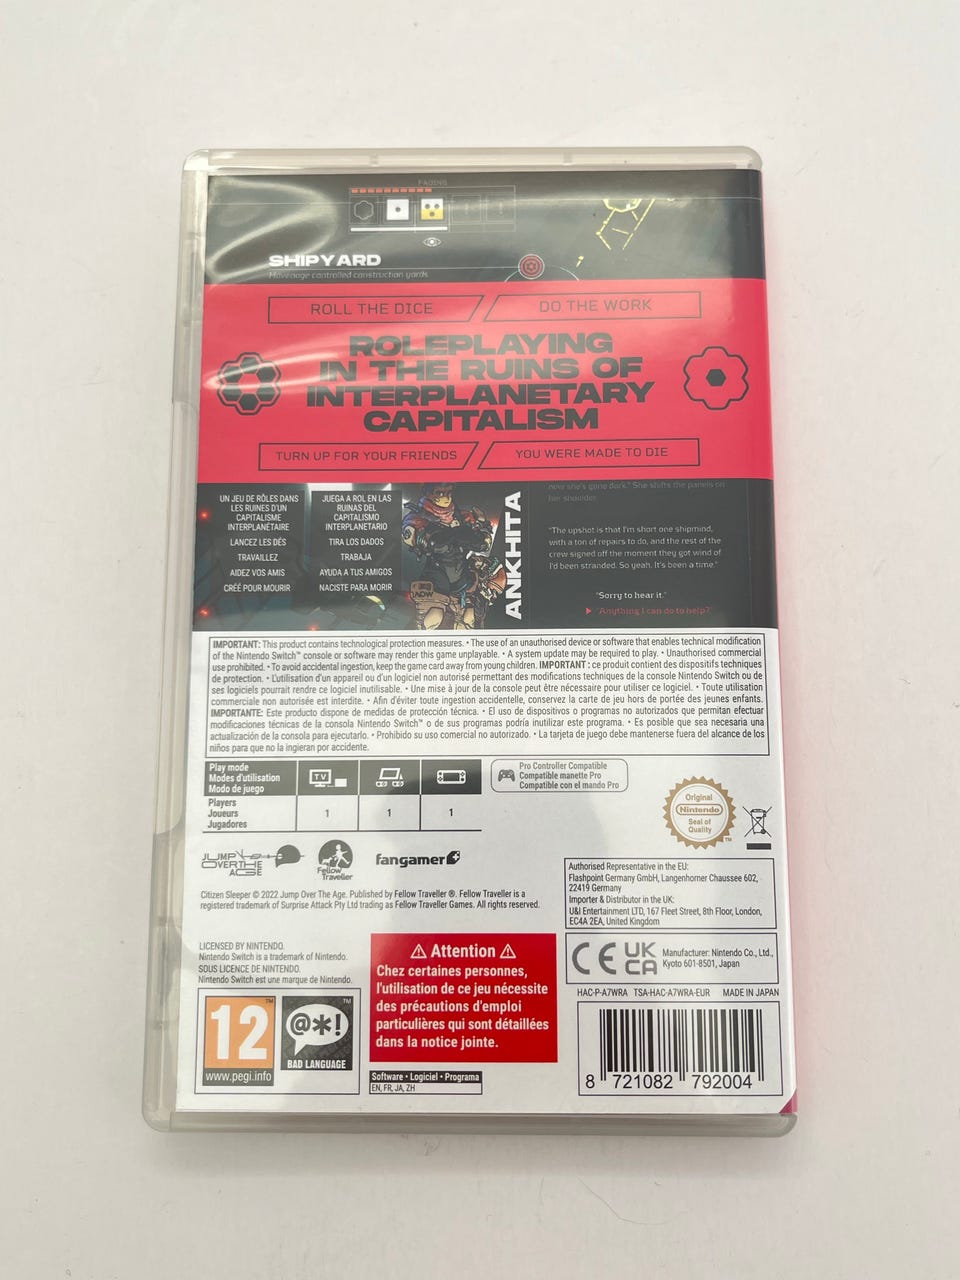 FADING
SHIPYARD
Havenage controlled construction yards
ROLL THE DICE
DO THE WORK
ROLEPLAYING
IN THE RUINS OF
INTERPLANETARY
CAPITALISM
TURN UP FOR YOUR FRIENDS
YOU WERE MADE TO DIE
UN JEU DE RÔLES DANS
LES RUINES D'UN
CAPITALISME
INTERPLANÉTAIRE
LANCEZ LES DÉS
TRAVAILLEZ
AIDEZ VOS AMIS
CRÉÉ POUR MOURIR
JUEGA A ROL EN LAS
RUINAS DEL
CAPITALISMO
INTERPLANETARIO
TIRA LOS DADOS
TRABAJA
AYUDA A TUS AMIGOS
NACISTE PARA MORIR
ANKHITA
now she's gone dark." She shifts the panels on
her shoulder.
"The upshot is that I'm short one shipmind,
with a ton of repairs to do, and the rest of the
crew signed off the moment they got wind of
I'd been stranded. So yeah. It's been a time."
"Sorry to hear it."
"Anything I can do to help?"
IMPORTANT: This product contains technological protection measures. • The use of an unauthorised device or software that enables technical modification
of the Nintendo Switch™ console or software may render this game unplayable. • A system update may be required to play. • Unauthorised commercial
use prohibited. • To avoid accidental ingestion, keep the game card away from young children. IMPORTANT : ce produit contient des dispositifs techniques
de protection. • L'utilisation d'un appareil ou d'un logiciel non autorisé permettant des modifications techniques de la console Nintendo Switch ou de
ses logiciels pourrait rendre ce logiciel inutilisable. • Une mise à jour de la console peut être nécessaire pour utiliser ce logiciel. • Toute utilisation
commerciale non autorisée est interdite. • Afin d'éviter toute ingestion accidentelle, conservez la carte de jeu hors de portée des jeunes enfants.
IMPORTANTE: Este producto dispone de medidas de protección técnica. • El uso de dispositivos o programas no autorizados que permitan efectuar
modificaciones técnicas de la consola Nintendo Switch™ o de sus programas podría inutilizar este programa. • Es posible que sea necesaria una
actualización de la consola para ejecutarlo. • Prohibido su uso comercial no autorizado. • La tarjeta de juego debe mantenerse fuera del alcance de los
niños para que no la ingieran por accidente.
Play mode
Modes d'utilisation
Modo de juego
TV
Pro Controller Compatible
Compatible manette Pro
Compatible con el mando Pro
Players
Joueurs
Jugadores
1
1
1
Original
Nintendo
Seal of
Quality
TM
JUMP
OVER THE
AGE
Fellow
Traveller
fangamer
Citizen Sleeper © 2022 Jump Over The Age. Published by Fellow Traveller ®. Fellow Traveller is a
registered trademark of Surprise Attack Pty Ltd trading as Fellow Traveller Games. All rights reserved.
Authorised Representative in the EU:
Flashpoint Germany GmbH, Langenhorner Chaussee 602,
22419 Germany
Importer & Distributor in the UK:
U&I Entertainment LTD, 167 Fleet Street, 8th Floor, London,
EC4A 2EA, United Kingdom
LICENSED BY NINTENDO.
Nintendo Switch is a trademark of Nintendo.
SOUS LICENCE DE NINTENDO.
Nintendo Switch est une marque de Nintendo.
⚠ Attention ⚠
Chez certaines personnes,
l'utilisation de ce jeu nécessite
des précautions d'emploi
particulières qui sont détaillées
dans la notice jointe.
CE UK
CA
Manufacturer: Nintendo Co., Ltd.,
Kyoto 601-8501, Japan
HAC-P-A7WRA TSA-HAC-A7WRA-EUR MADE IN JAPAN
12
www.pegi.info
@*!
BAD LANGUAGE
Software • Logiciel • Programa
EN, FR, JA, ZH
8 721082 792004